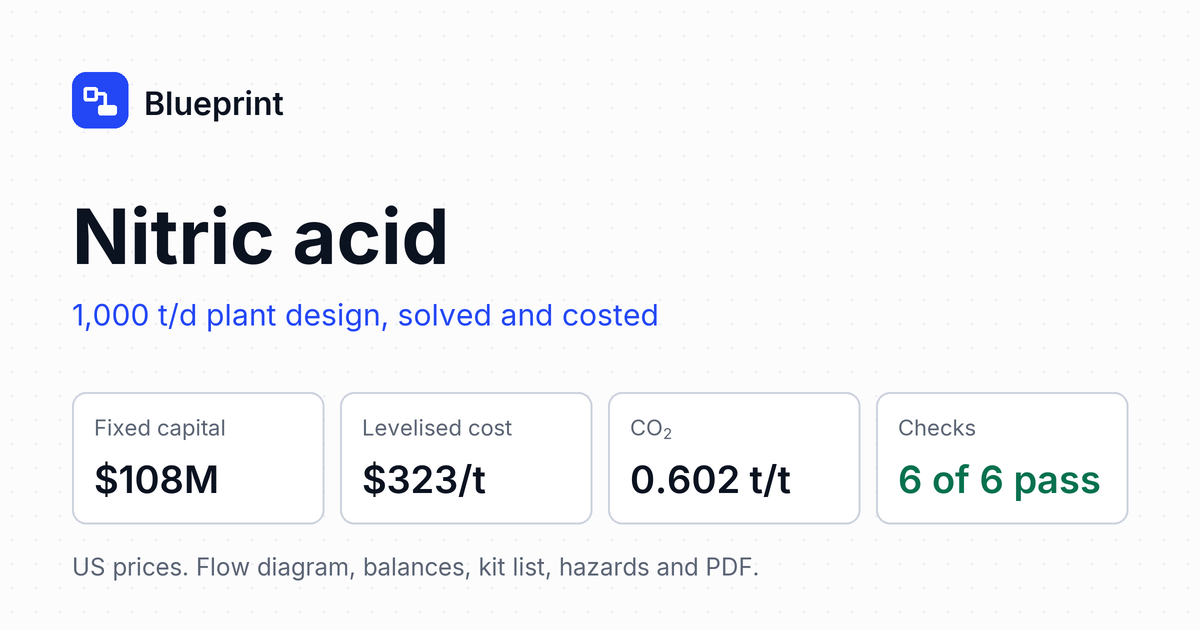 Blueprint
Nitric acid
1,000 t/d plant design, solved and costed
Fixed capital
$108M
Levelised cost
$323/t
CO₂
0.602 t/t
Checks
6 of 6 pass
US prices. Flow diagram, balances, kit list, hazards and PDF.